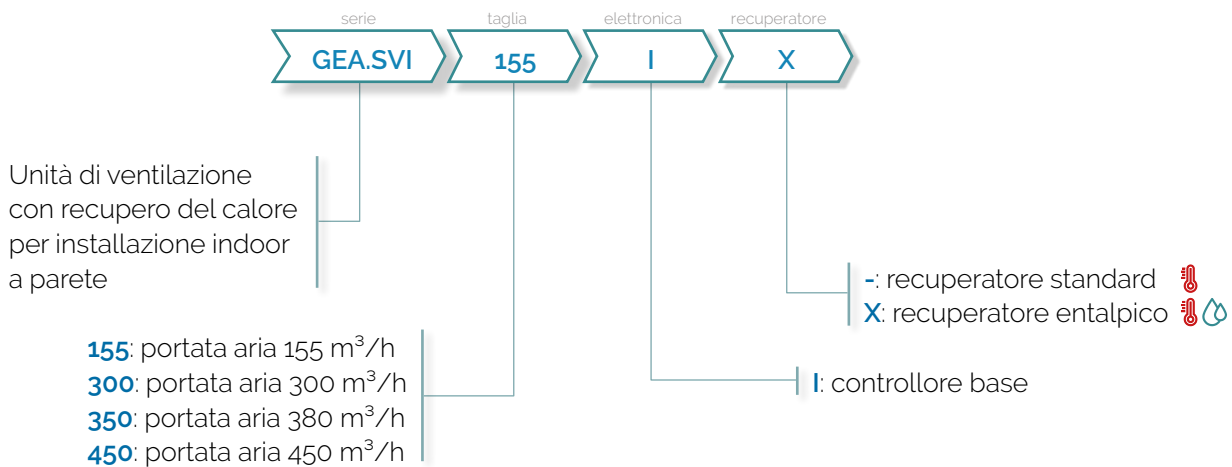 serie taglia elettronica recuperatore
GEA.SVI 155 I X
Unità di ventilazione
con recupero del calore
per installazione indoor
a parete
-: recuperatore standard
X: recuperatore entalpico
155: portata aria 155 m³/h
300: portata aria 300 m³/h
350: portata aria 380 m³/h
450: portata aria 450 m³/h
I: controllore base